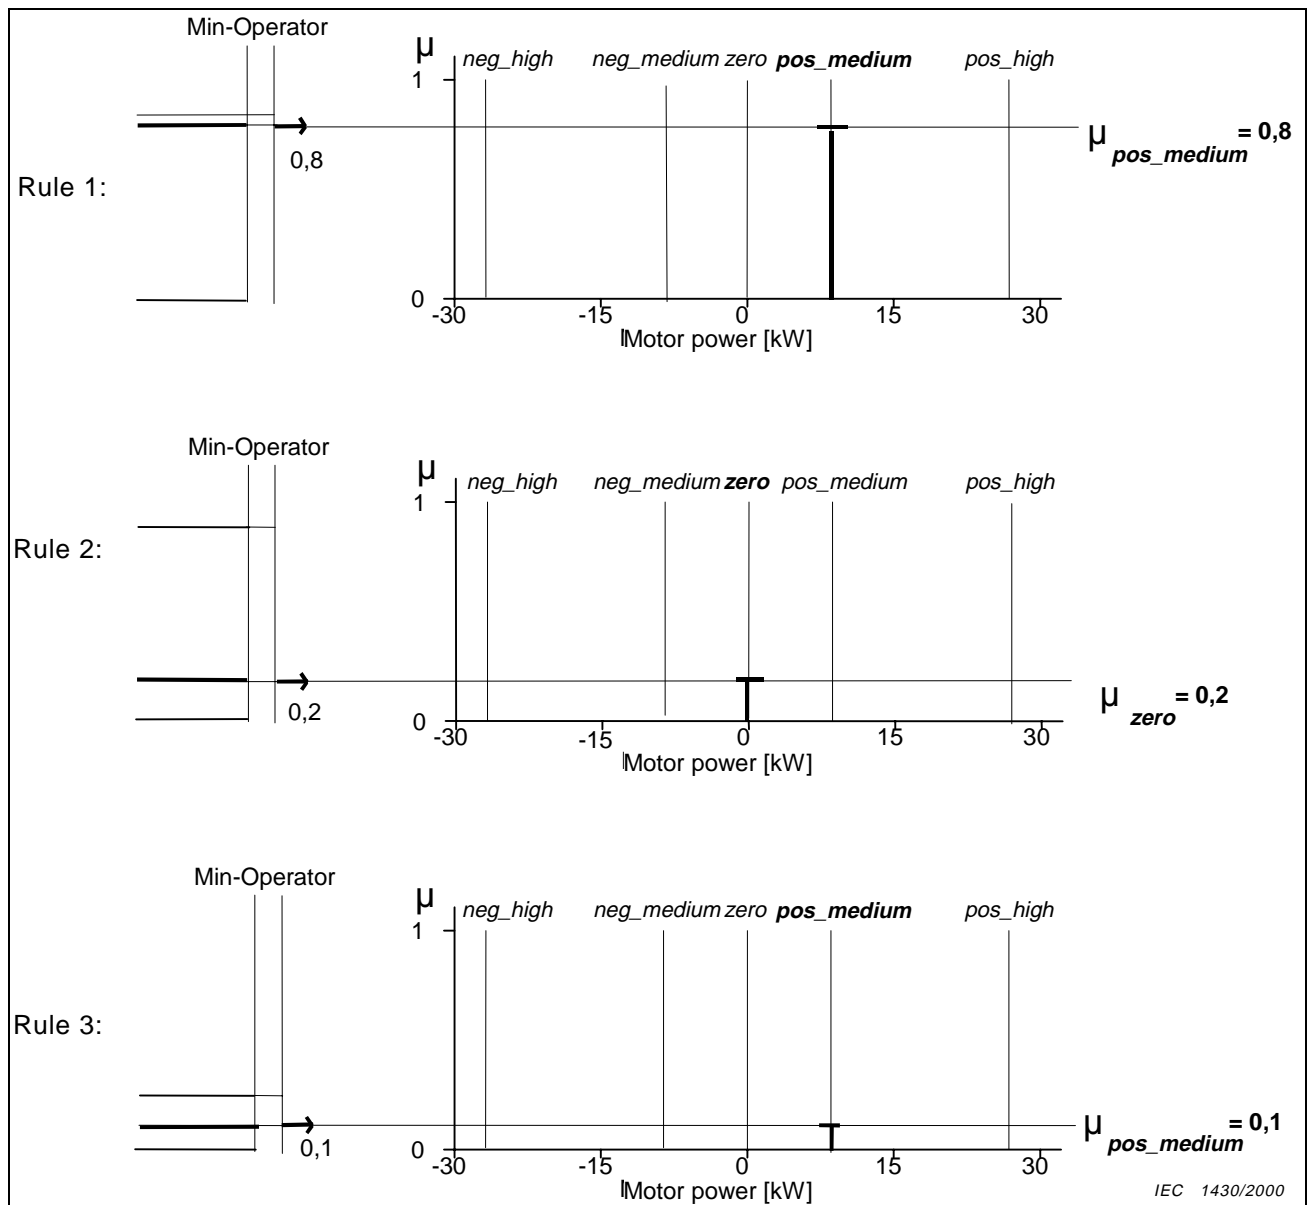 Min-Operator
µ
neg_high neg_medium zero pos_medium pos_high
1
µ pos_medium = 0,8
0,8
Rule 1:
0
-30 -15 0 15 30
Motor power [kW]
Min-Operator
µ
neg_high neg_medium zero pos_medium pos_high
1
Rule 2:
µ zero = 0,2
0,2
0
-30 -15 0 15 30
Motor power [kW]
Min-Operator
µ
neg_high neg_medium zero pos_medium pos_high
1
Rule 3:
µ pos_medium = 0,1
0,1
0
-30 -15 0 15 30
Motor power [kW]
IEC 1430/2000